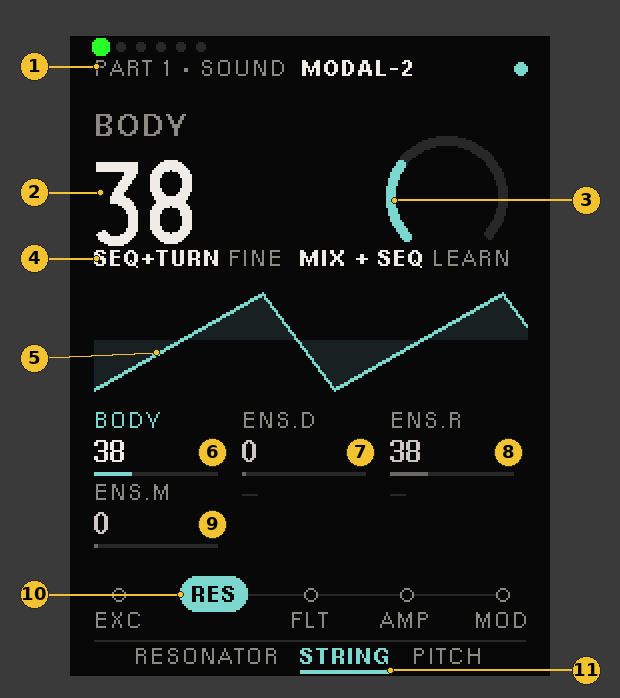 1 PART 1 · SOUND MODAL-2
BODY
2 38 3
4 SEQ+TURN FINE MIX + SEQ LEARN
5
BODY ENS.D ENS.R
38 6 0 7 38 8
ENS.M — —
0 9
10 RES
EXC FLT AMP MOD
RESONATOR STRING PITCH
11